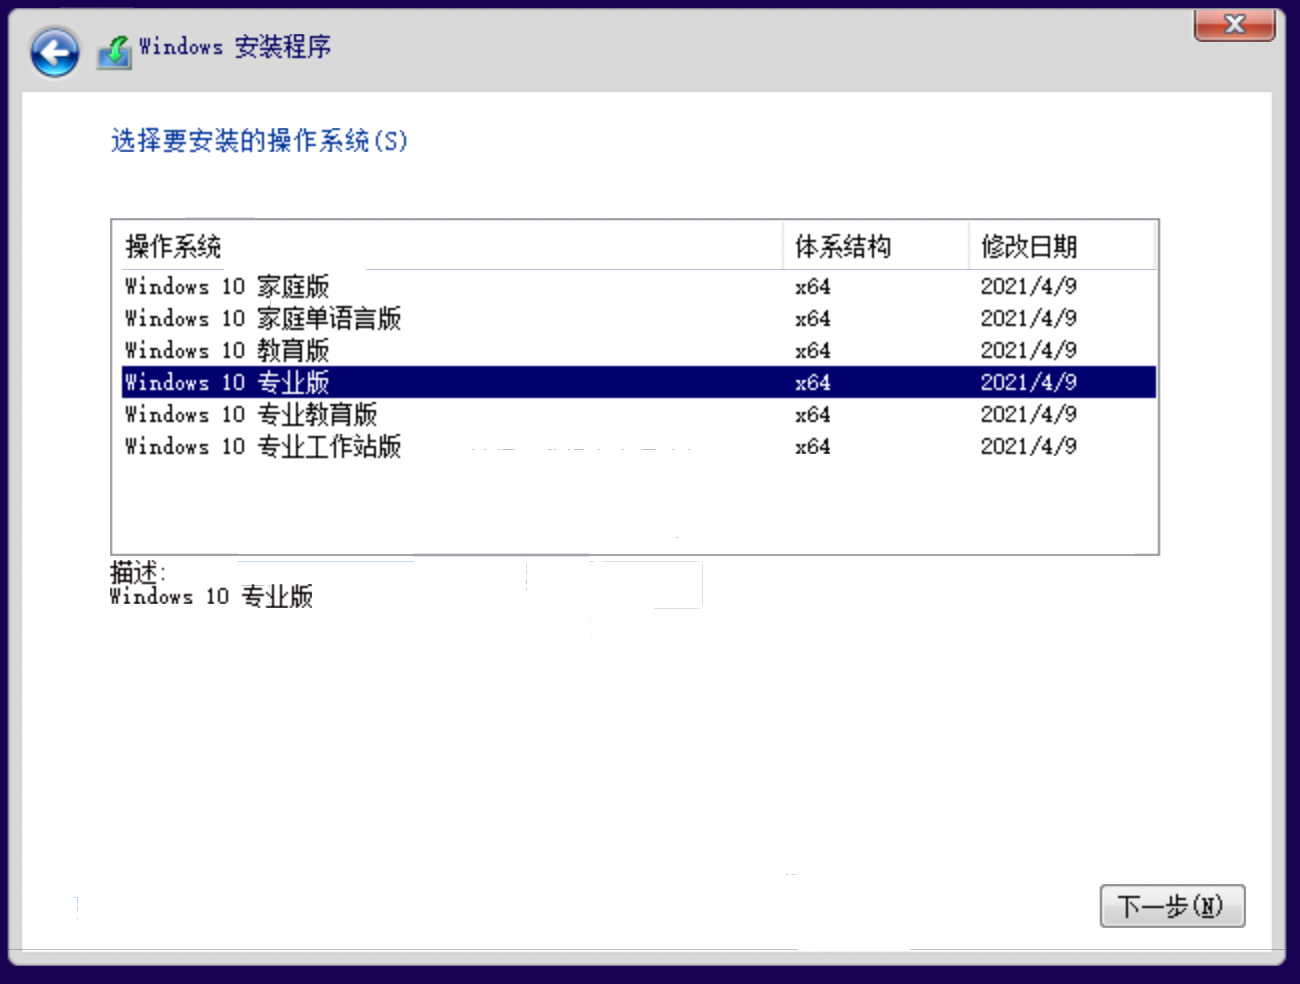 Windows 安装程序
选择要安装的操作系统(S)
操作系统 体系结构 修改日期
Windows 10 家庭版 x64 2021/4/9
Windows 10 家庭单语言版 x64 2021/4/9
Windows 10 教育版 x64 2021/4/9
Windows 10 专业版 x64 2021/4/9
Windows 10 专业教育版 x64 2021/4/9
Windows 10 专业工作站版 x64 2021/4/9
描述:
Windows 10 专业版
下一步(N)